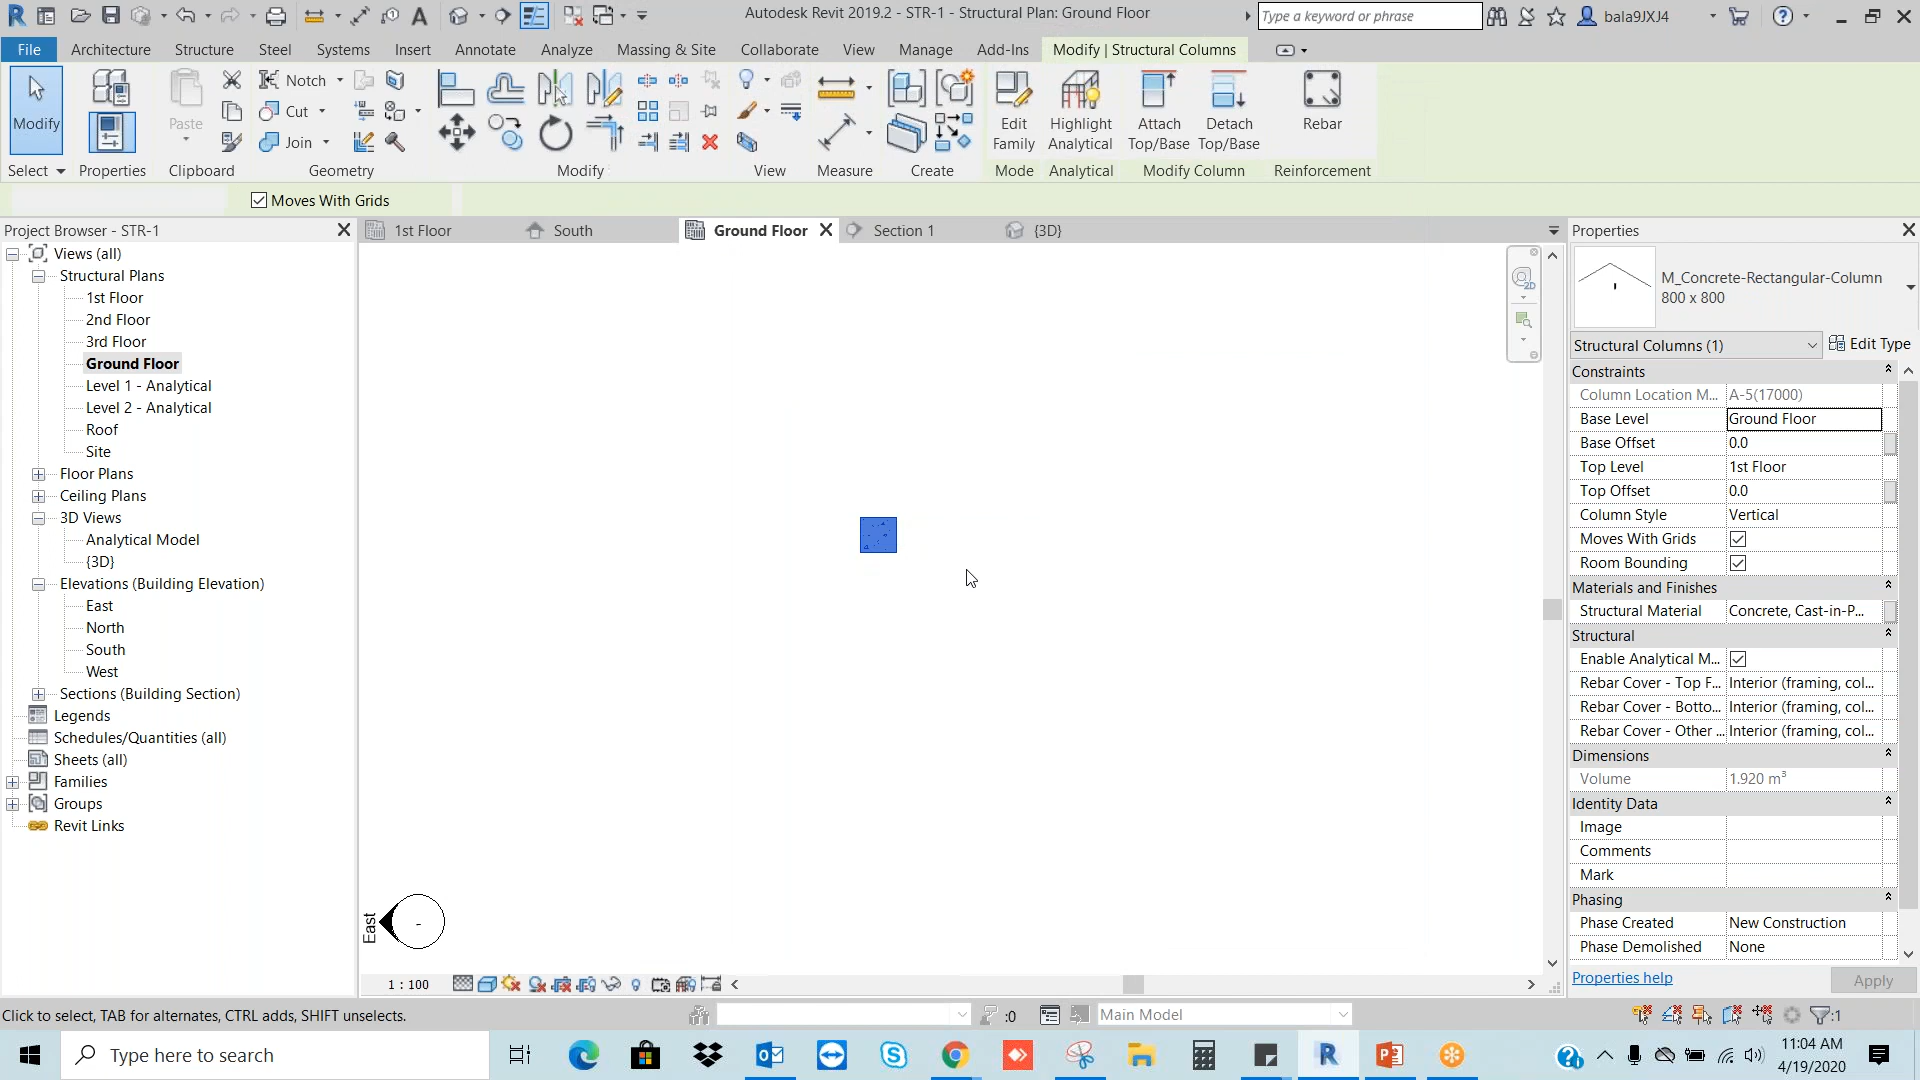 Autodesk Revit 2019.2 - STR-1 - Structural Plan: Ground Floor
Type a keyword or phrase
bala9JXJ4
File
Architecture
Structure
Steel
Systems
Insert
Annotate
Analyze
Massing & Site
Collaborate
View
Manage
Add-Ins
Modify | Structural Columns
Modify
Paste
Notch
Cut
Join
Edit
Family
Highlight
Analytical
Attach
Top/Base
Detach
Top/Base
Rebar
Select
Properties
Clipboard
Geometry
Modify
View
Measure
Create
Mode
Analytical
Modify Column
Reinforcement
Moves With Grids
Project Browser - STR-1
Views (all)
Structural Plans
1st Floor
2nd Floor
3rd Floor
Ground Floor
Level 1 - Analytical
Level 2 - Analytical
Roof
Site
Floor Plans
Ceiling Plans
3D Views
Analytical Model
{3D}
Elevations (Building Elevation)
East
North
South
West
Sections (Building Section)
Legends
Schedules/Quantities (all)
Sheets (all)
Families
Groups
Revit Links
1st Floor
South
Ground Floor
Section 1
{3D}
2D
East
-
1 : 100
Properties
M_Concrete-Rectangular-Column
800 x 800
Structural Columns (1)
Edit Type
Constraints
Column Location M... A-5(17000)
Base Level Ground Floor
Base Offset 0.0
Top Level 1st Floor
Top Offset 0.0
Column Style Vertical
Moves With Grids
Room Bounding
Materials and Finishes
Structural Material Concrete, Cast-in-P...
Structural
Enable Analytical M...
Rebar Cover - Top F... Interior (framing, col...
Rebar Cover - Botto... Interior (framing, col...
Rebar Cover - Other ... Interior (framing, col...
Dimensions
Volume 1.920 m³
Identity Data
Image
Comments
Mark
Phasing
Phase Created New Construction
Phase Demolished None
Properties help
Apply
Click to select, TAB for alternates, CTRL adds, SHIFT unselects.
:0
Main Model
:1
Type here to search
11:04 AM
4/19/2020